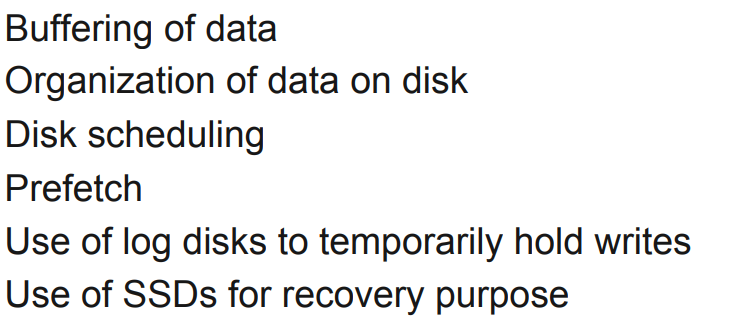 Buffering of data
Organization of data on disk
Disk scheduling
Prefetch
Use of log disks to temporarily hold writes
Use of SSDs for recovery purpose